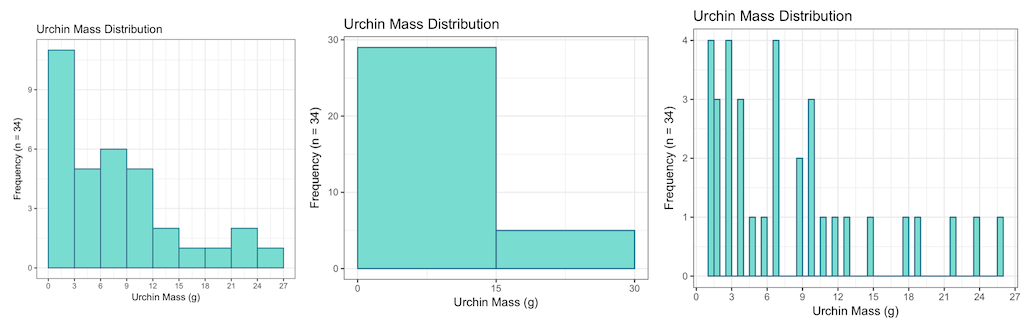 Urchin Mass Distribution
Frequency (n = 34)
9
6
3
0
0 3 6 9 12 15 18 21 24 27
Urchin Mass (g)
Urchin Mass Distribution
Frequency (n = 34)
30
20
10
0
0 15 30
Urchin Mass (g)
Urchin Mass Distribution
Frequency (n = 34)
4
3
2
1
0
0 3 6 9 12 15 18 21 24 27
Urchin Mass (g)